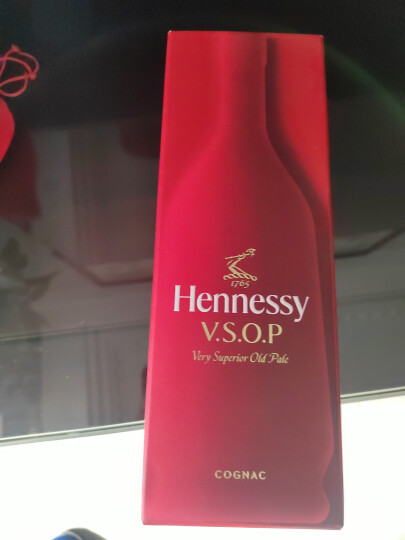 1765
Hennessy
V.S.O.P
Very Superior Old Pale
COGNAC